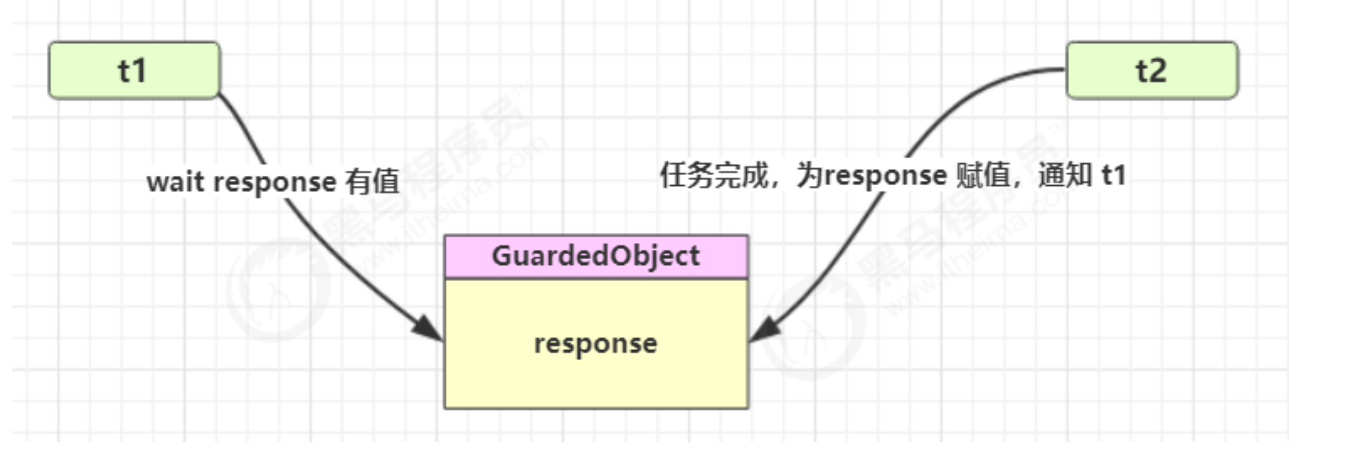 t1
t2
wait response 有值
任务完成，为response 赋值，通知 t1
GuardedObject
response
黑马程序员
www.itheima.com
黑马程序员
www.itheima.com